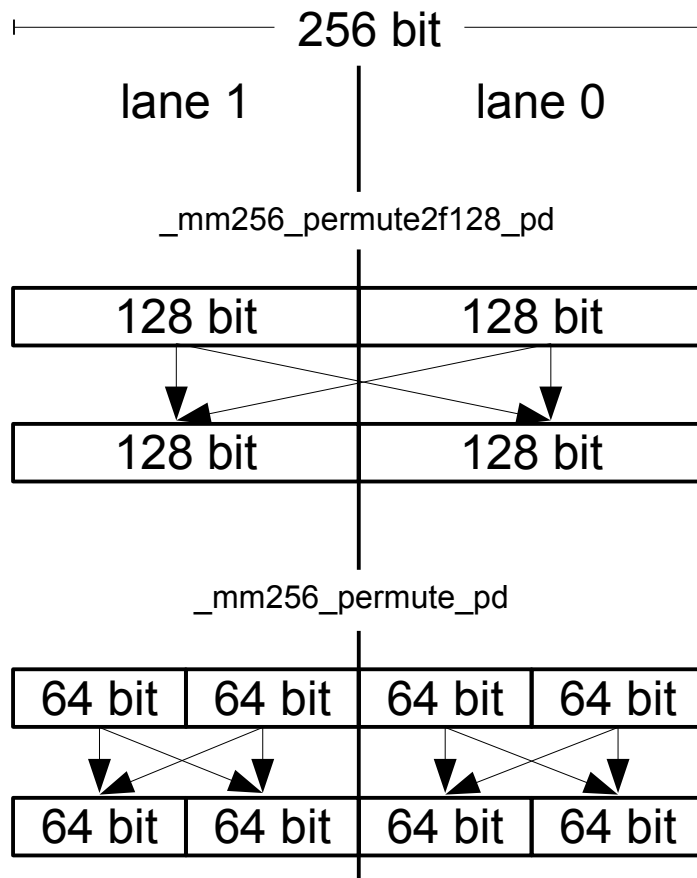 256 bit
lane 1 lane 0
_mm256_permute2f128_pd
128 bit 128 bit
128 bit 128 bit
_mm256_permute_pd
64 bit 64 bit 64 bit 64 bit
64 bit 64 bit 64 bit 64 bit